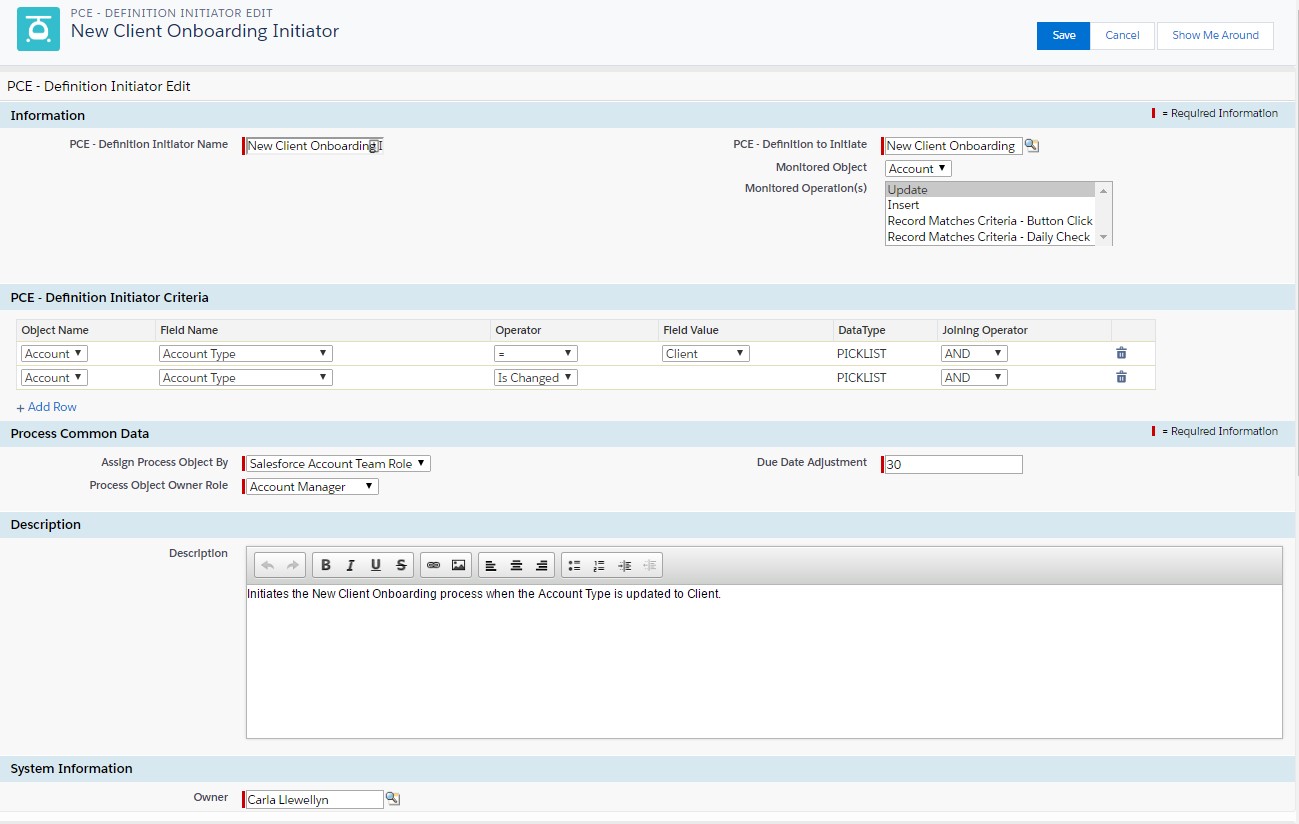 PCE - DEFINITION INITIATOR EDIT
New Client Onboarding Initiator
Save
Cancel
Show Me Around
PCE - Definition Initiator Edit
Information
= Required Information
PCE - Definition Initiator Name
New Client Onboarding I
PCE - Definition to Initiate
New Client Onboarding
Monitored Object
Account
Monitored Operation(s)
Update
Insert
Record Matches Criteria - Button Click
Record Matches Criteria - Daily Check
PCE - Definition Initiator Criteria
Object Name Field Name Operator Field Value DataType Joining Operator
Account Account Type = Client PICKLIST AND
Account Account Type Is Changed PICKLIST AND
+ Add Row
Process Common Data
= Required Information
Assign Process Object By
Salesforce Account Team Role
Due Date Adjustment
30
Process Object Owner Role
Account Manager
Description
Description
B I U S
Initiates the New Client Onboarding process when the Account Type is updated to Client.
System Information
Owner
Carla Llewellyn